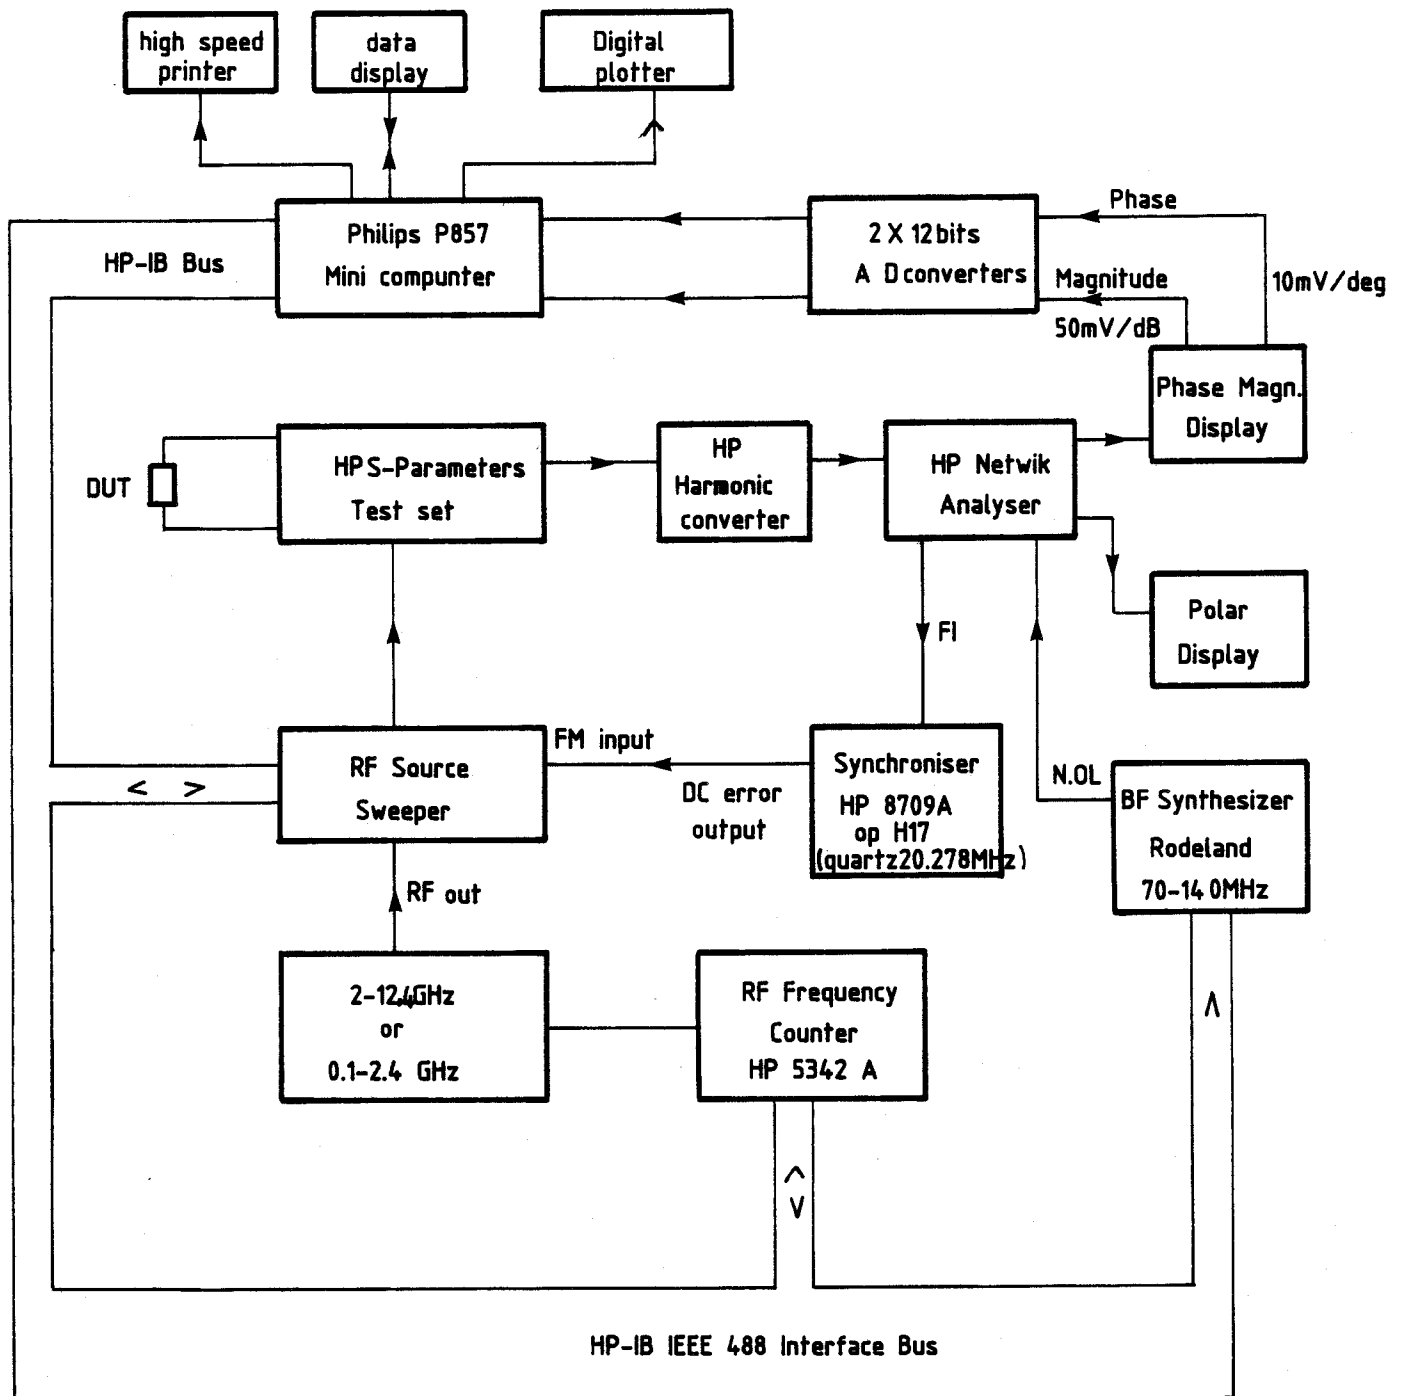 high speed
printer
data
display
Digital
plotter
Philips P857
Mini compunter
HP-IB Bus
2 X 12bits
A D converters
Phase
Magnitude
50mV/dB
10mV/deg
Phase Magn.
Display
DUT
HP S-Parameters
Test set
HP
Harmonic
converter
HP Netwik
Analyser
Polar
Display
FI
FM input
RF Source
Sweeper
< >
DC error
output
Synchroniser
HP 8709A
op H17
(quartz20.278MHz)
N.OL
BF Synthesizer
Rodeland
70-140MHz
RF out
2-12.4GHz
or
0.1-2.4 GHz
RF Frequency
Counter
HP 5342 A
HP-IB IEEE 488 Interface Bus